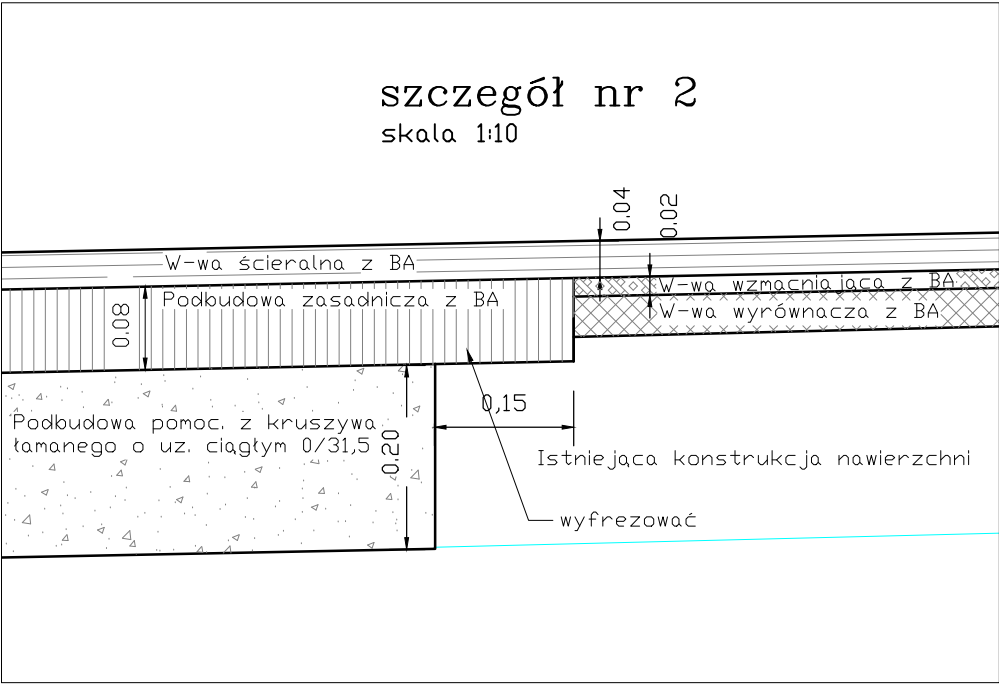 szczegół nr 2
skala 1:10
0.04
0.02
W-wa ścieralna z BA
W-wa wzmacniająca z BA
Podbudowa zasadnicza z BA
W-wa wyrównacza z BA
0.08
0,15
Podbudowa pomoc. z kruszywa
łamanego o uz. ciągłym 0/31,5
0.20
Istniejąca konstrukcja nawierzchni
wyfrezować